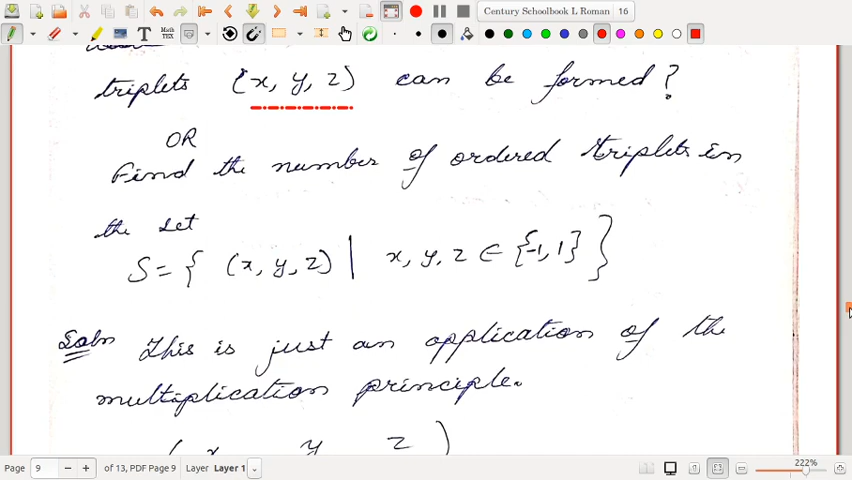 Century Schoolbook L Roman 16
Math TEX
triplets (x, y, z) can be formed?
OR
Find the number of ordered triplets in
the set
S = { (x, y, z) | x, y, z ∈ {-1, 1} }
Soln This is just an application of the
multiplication principle.
( x y z )
Page 9 of 13, PDF Page 9 Layer Layer 1 222%